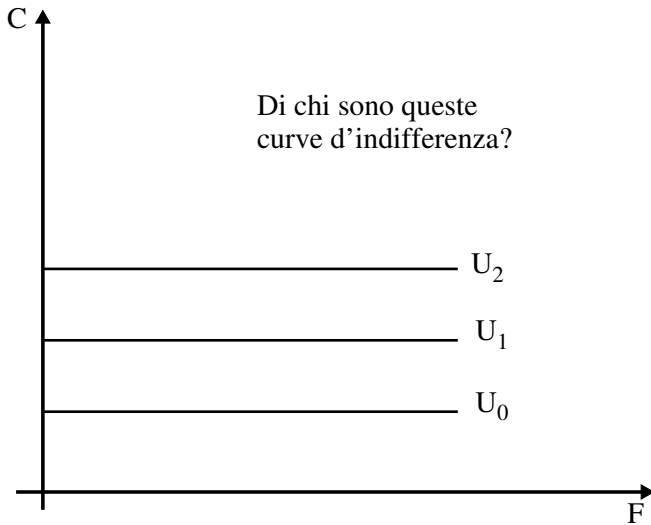 C
Di chi sono queste
curve d’indifferenza?
U2
U1
U0
F